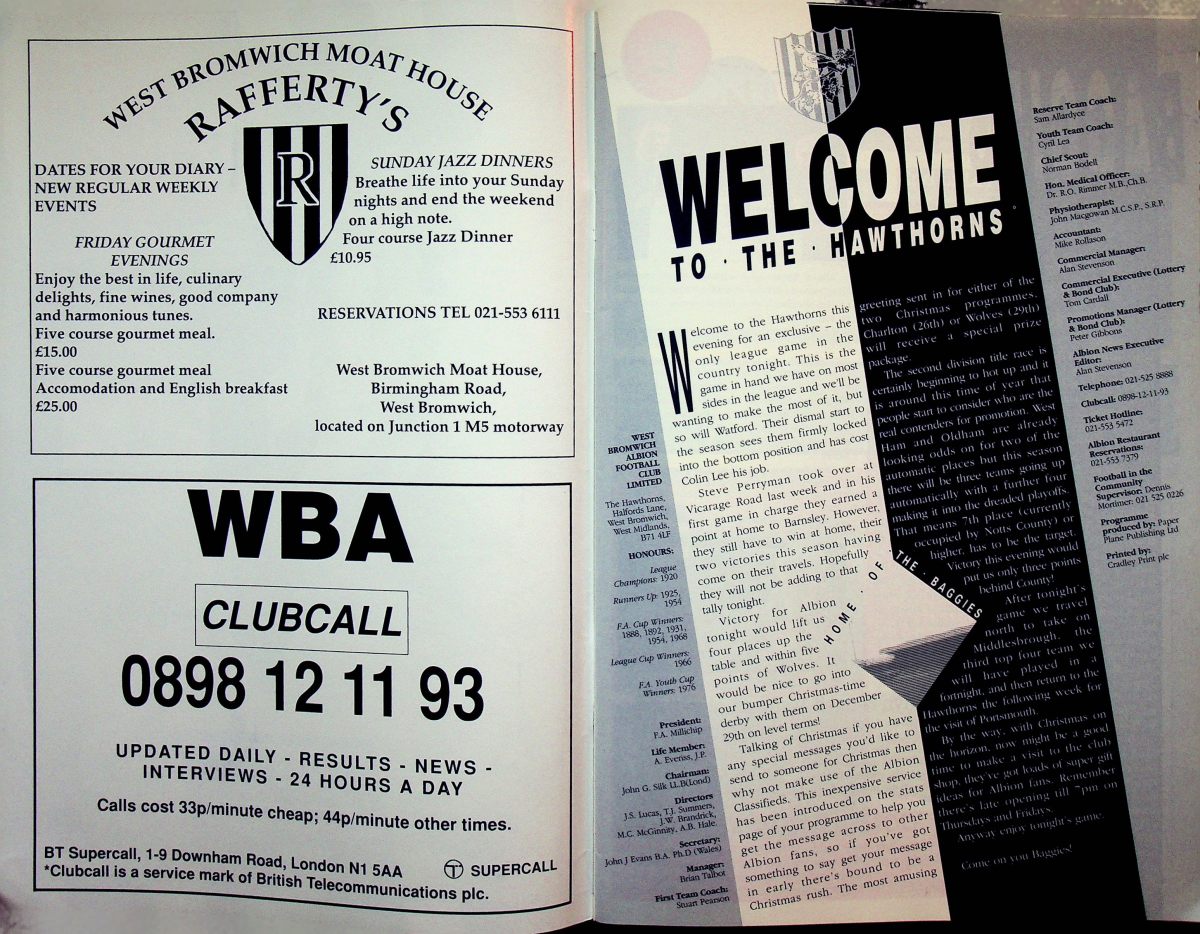 WEST BROMWICH MOAT HOUSE
RAFFERTY'S
R
DATES FOR YOUR DIARY –
NEW REGULAR WEEKLY
EVENTS
FRIDAY GOURMET
EVENINGS
Enjoy the best in life, culinary
delights, fine wines, good company
and harmonious tunes.
Five course gourmet meal.
£15.00
Five course gourmet meal
Accomodation and English breakfast
£25.00
SUNDAY JAZZ DINNERS
Breathe life into your Sunday
nights and end the weekend
on a high note.
Four course Jazz Dinner
£10.95
RESERVATIONS TEL 021-553 6111
West Bromwich Moat House,
Birmingham Road,
West Bromwich,
located on Junction 1 M5 motorway
WBA
CLUBCALL
0898 12 11 93
UPDATED DAILY - RESULTS - NEWS -
INTERVIEWS - 24 HOURS A DAY
Calls cost 33p/minute cheap; 44p/minute other times.
BT Supercall, 1-9 Downham Road, London N1 5AA
*Clubcall is a service mark of British Telecommunications plc.
T SUPERCALL
WELCOME
TO · THE · HAWTHORNS
WEST
BROMWICH
ALBION
FOOTBALL
CLUB
LIMITED
The Hawthorns,
Halfords Lane,
West Bromwich,
West Midlands,
B71 4LF
HONOURS:
League
Champions: 1920
Runners Up: 1925,
1954
F.A. Cup Winners:
1888, 1892, 1931,
1954, 1968
League Cup Winners:
1966
F.A. Youth Cup
Winners: 1976
President:
F.A. Millichip
Life Member:
A. Everiss, J.P.
Chairman:
John G. Silk LL.B(Lond)
Directors
J.S. Lucas, T.J. Summers,
J.W. Brandrick,
M.C. McGinnity, A.B. Hale.
Secretary:
John J Evans B.A. Ph.D (Wales)
Manager:
Brian Talbot
First Team Coach:
Stuart Pearson
Welcome to the Hawthorns this
evening for an exclusive – the
only league game in the
country tonight. This is the
game in hand we have on most
sides in the league and we'll be
wanting to make the most of it, but
so will Watford. Their dismal start to
the season sees them firmly locked
into the bottom position and has cost
Colin Lee his job.
Steve Perryman took over at
Vicarage Road last week and in his
first game in charge they earned a
point at home to Barnsley. However,
they still have to win at home, their
two victories this season having
come on their travels. Hopefully
they will not be adding to that
tally tonight.
Victory for Albion
tonight would lift us
four places up the
table and within five
points of Wolves. It
would be nice to go into
our bumper Christmas-time
derby with them on December
29th on level terms!
Talking of Christmas if you have
any special messages you'd like to
send to someone for Christmas then
why not make use of the Albion
Classifieds. This inexpensive service
has been introduced on the stats
page of your programme to help you
get the message across to other
Albion fans, so if you've got
something to say get your message
in early there's bound to be a
Christmas rush. The most amusing
HOME · OF · THE · BAGGIES
greeting sent in for either of the
two Christmas programmes,
Charlton (26th) or Wolves (29th)
will receive a special prize
package.
The second division title race is
certainly beginning to hot up and it
is around this time of year that
people start to consider who are the
real contenders for promotion. West
Ham and Oldham are already
looking odds on for two of the
automatic places but this season
there will be three teams going up
automatically with a further four
making it into the dreaded playoffs.
That means 7th place (currently
occupied by Notts County) or
higher, has to be the target.
Victory this evening would
put us only three points
behind County!
After tonight's
game we travel
north to take on
Middlesbrough, the
third top four team we
will have played in a
fortnight, and then return to the
Hawthorns the following week for
the visit of Portsmouth.
By the way, with Christmas on
the horizon, now might be a good
time to make a visit to the club
shop, they've got loads of super gift
ideas for Albion fans. Remember
there's late opening till 7pm on
Thursdays and Fridays.
Anyway enjoy tonight's game.
Come on you Baggies!
Reserve Team Coach:
Sam Allardyce
Youth Team Coach:
Cyril Lea
Chief Scout:
Norman Bodell
Hon. Medical Officer:
Dr. R.O. Rimmer M.B.,Ch.B.
Physiotherapist:
John Macgowan M.C.S.P., S.R.P.
Accountant:
Mike Rollason
Commercial Manager:
Alan Stevenson
Commercial Executive (Lottery
& Bond Club):
Tom Cardall
Promotions Manager (Lottery
& Bond Club):
Peter Gibbons
Albion News Executive
Editor:
Alan Stevenson
Telephone: 021-525 8888
Clubcall: 0898-12-11-93
Ticket Hotline:
021-553 5472
Albion Restaurant
Reservations:
021-553 7379
Football in the
Community
Supervisor: Dennis
Mortimer: 021 525 0226
Programme
produced by: Paper
Plane Publishing Ltd
Printed by:
Cradley Print plc